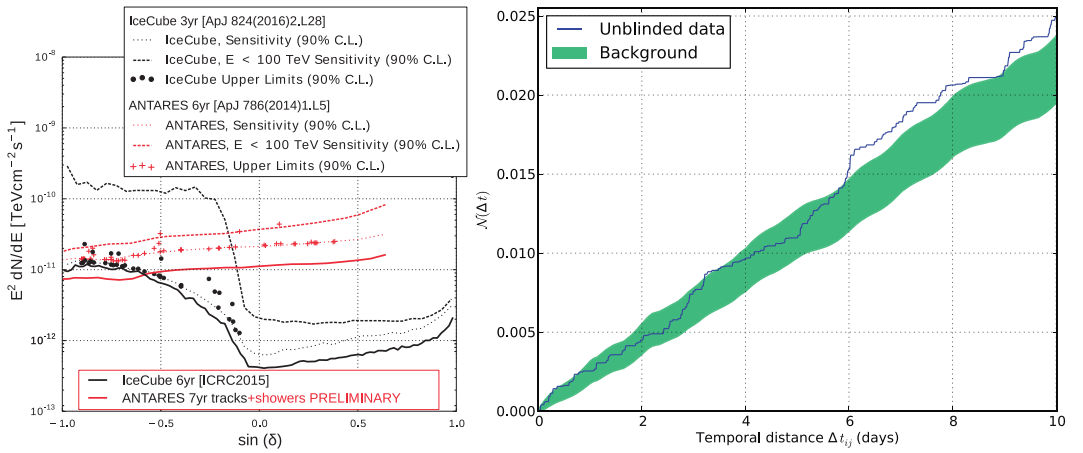 IceCube 3yr [ApJ 824(2016)2.L28]
IceCube, Sensitivity (90% C.L.)
IceCube, E < 100 TeV Sensitivity (90% C.L.)
IceCube Upper Limits (90% C.L.)
ANTARES 6yr [ApJ 786(2014)1.L5]
ANTARES, Sensitivity (90% C.L.)
ANTARES, E < 100 TeV Sensitivity (90% C.L.)
ANTARES, Upper Limits (90% C.L.)
10⁻⁸
10⁻⁹
10⁻¹⁰
10⁻¹¹
10⁻¹²
10⁻¹³
E² dN/dE [TeVcm⁻²s⁻¹]
IceCube 6yr [ICRC2015]
ANTARES 7yr tracks+showers PRELIMINARY
−1.0 −0.5 0.0 0.5 1.0
sin (δ)
Unblinded data
Background
0.025
0.020
0.015
0.010
0.005
0.000
N(Δt)
0 2 4 6 8 10
Temporal distance Δtᵢⱼ (days)